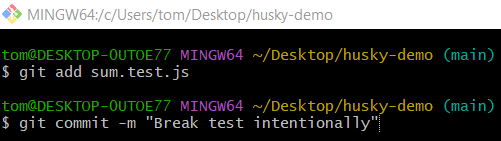 MINGW64:/c/Users/tom/Desktop/husky-demo
tom@DESKTOP-OUTOE77 MINGW64 ~/Desktop/husky-demo (main)
$ git add sum.test.js
tom@DESKTOP-OUTOE77 MINGW64 ~/Desktop/husky-demo (main)
$ git commit -m "Break test intentionally"